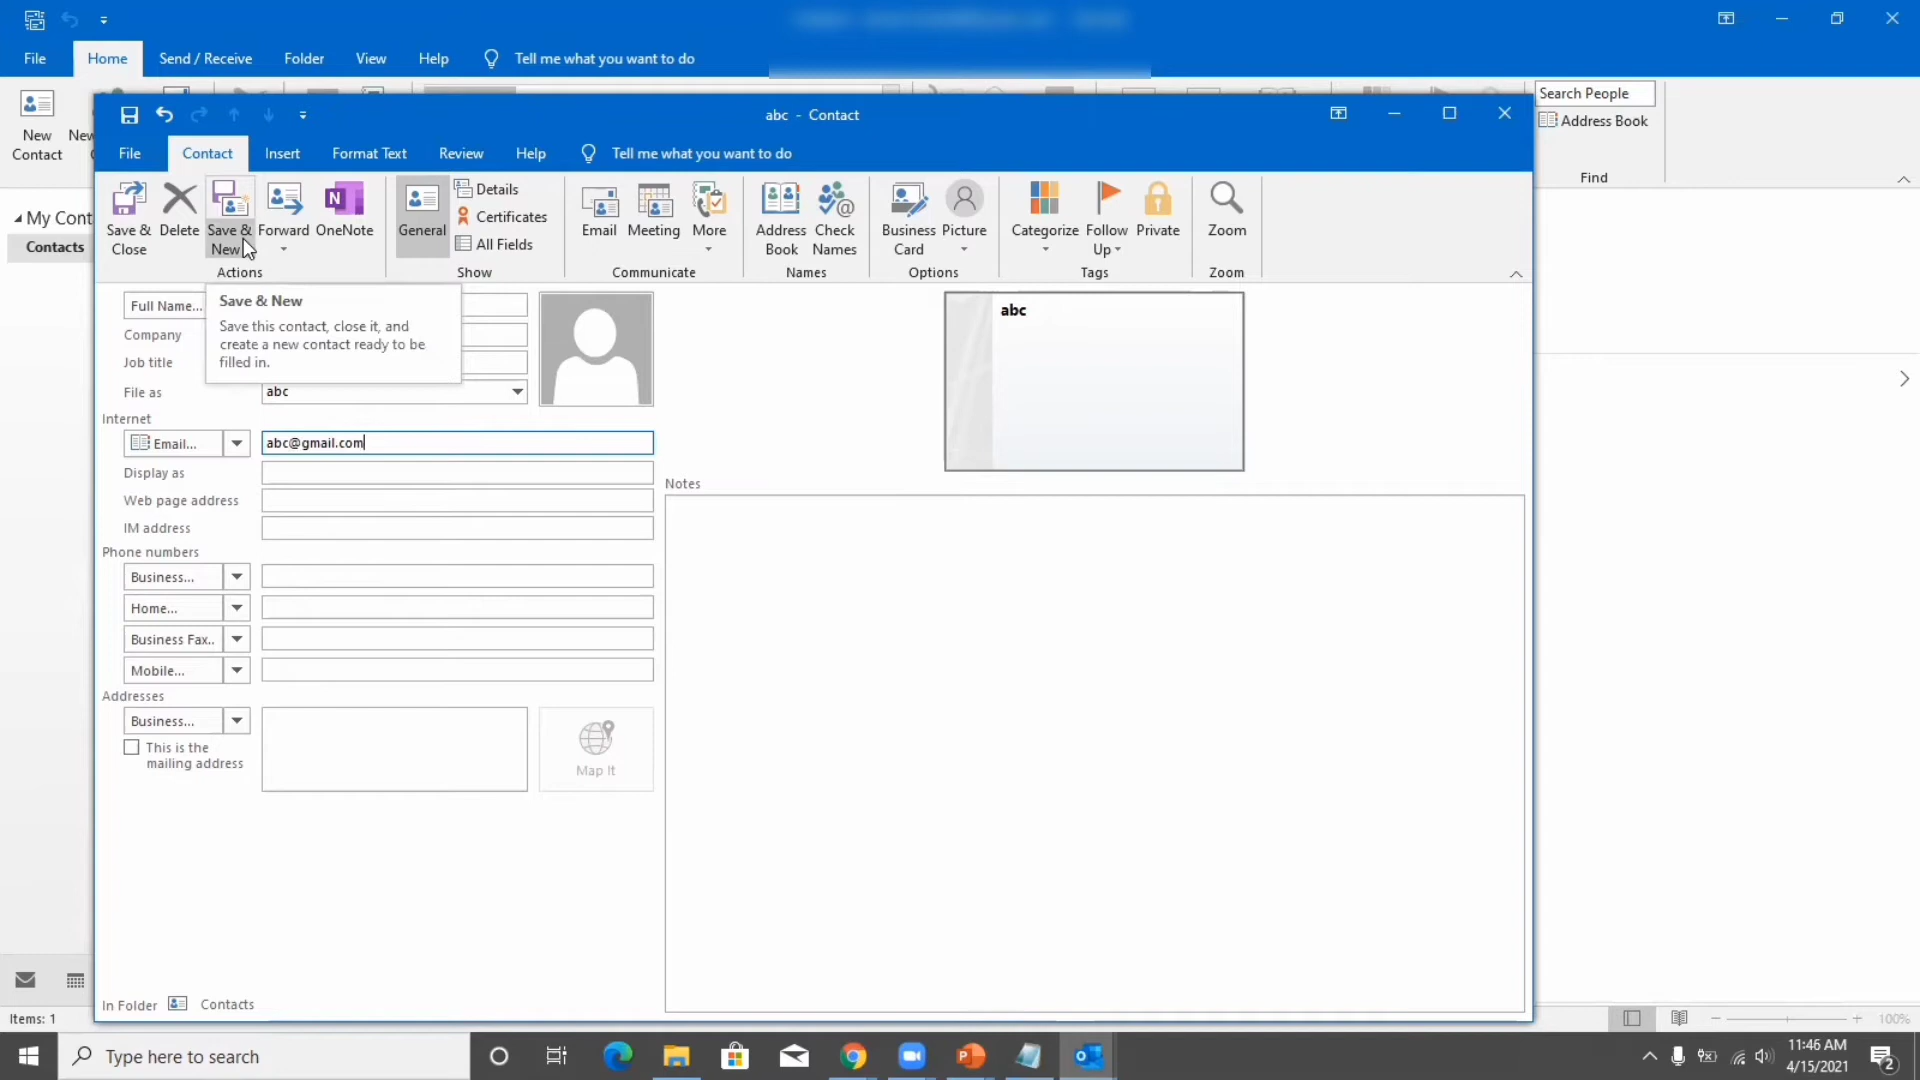 File Home Send / Receive Folder View Help Tell me what you want to do
New Contact
New
Search People
Address Book
Find
My Cont
Contacts
abc - Contact
File Contact Insert Format Text Review Help Tell me what you want to do
Save & Close
Delete
Save & New
Forward
OneNote
Actions
General
Details
Certificates
All Fields
Show
Email
Meeting
More
Communicate
Address Book
Check Names
Names
Business Card
Picture
Options
Categorize
Follow Up
Private
Tags
Zoom
Zoom
Save & New
Save this contact, close it, and
create a new contact ready to be
filled in.
Full Name...
Company
Job title
File as abc
Internet
Email... abc@gmail.com
Display as
Web page address
IM address
Phone numbers
Business...
Home...
Business Fax..
Mobile...
Addresses
Business...
This is the
mailing address
Map It
abc
Notes
In Folder Contacts
Items: 1
100%
Type here to search
11:46 AM
4/15/2021
2